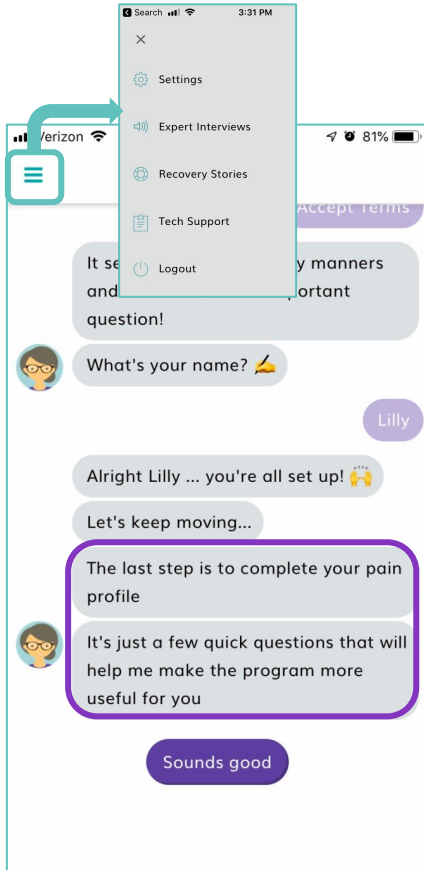 Search 3:31 PM
Settings
Expert Interviews
Recovery Stories
Tech Support
Logout
Verizon 81%
Accept Terms
It se y manners
and portant
question!
What's your name? ✍️
Lilly
Alright Lilly ... you're all set up! 🙌
Let's keep moving...
The last step is to complete your pain
profile
It's just a few quick questions that will
help me make the program more
useful for you
Sounds good